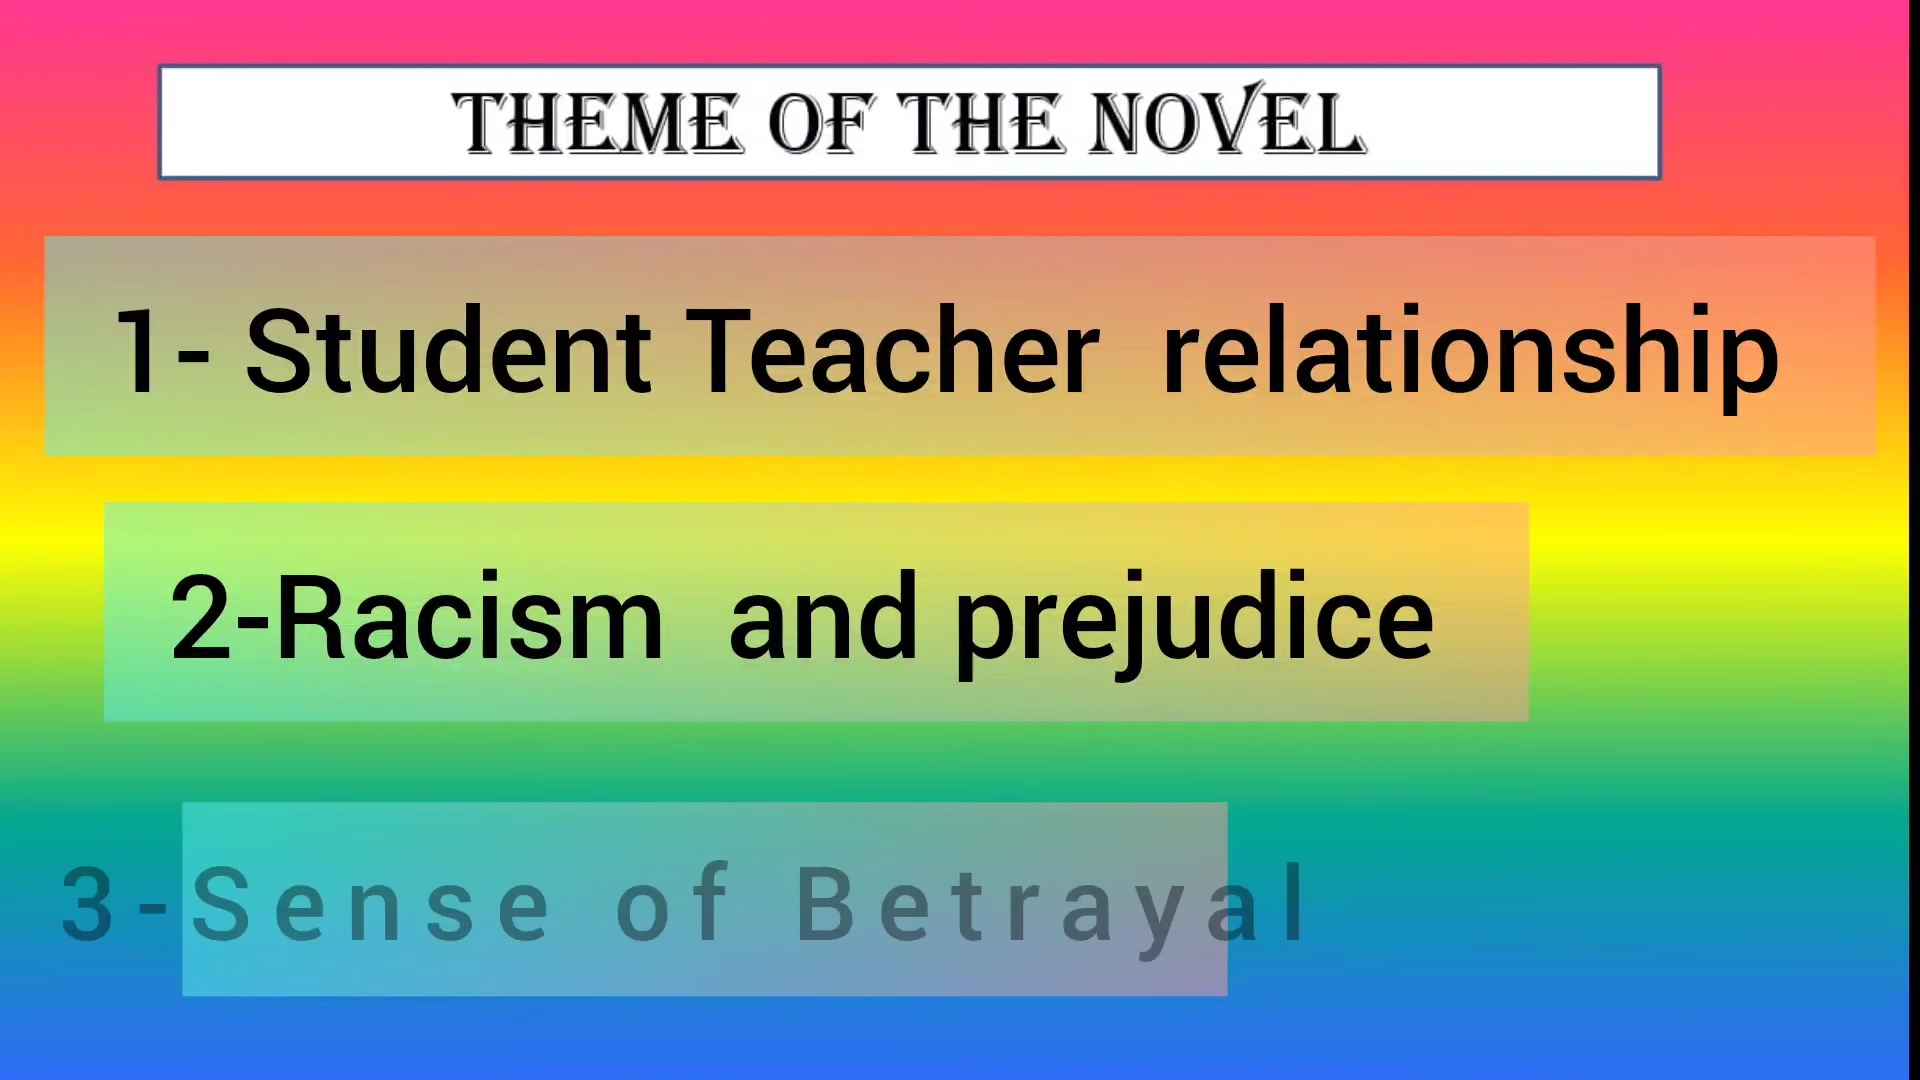 THEME OF THE NOVEL
1- Student Teacher relationship
2-Racism and prejudice
3-Sense of Betrayal